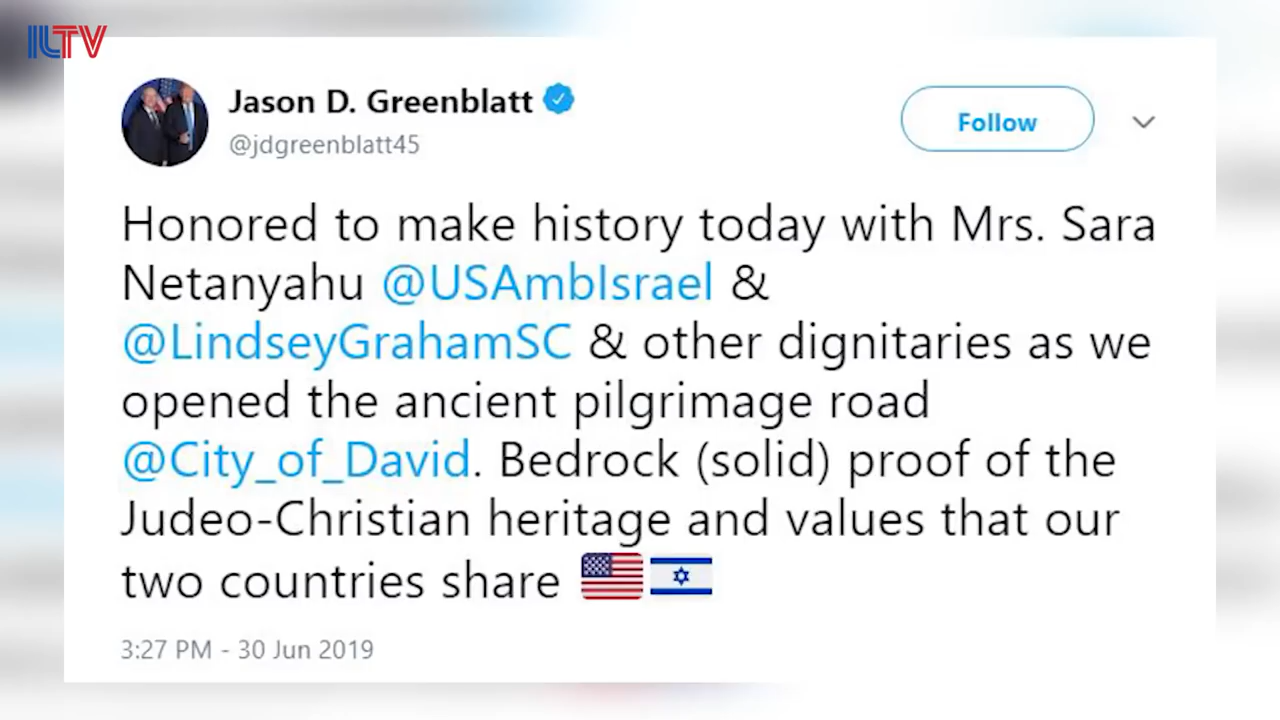 ILTV
Jason D. Greenblatt
@jdgreenblatt45
Follow
Honored to make history today with Mrs. Sara
Netanyahu @USAmbIsrael &
@LindseyGrahamSC & other dignitaries as we
opened the ancient pilgrimage road
@City_of_David. Bedrock (solid) proof of the
Judeo-Christian heritage and values that our
two countries share 🇺🇸🇮🇱
3:27 PM - 30 Jun 2019